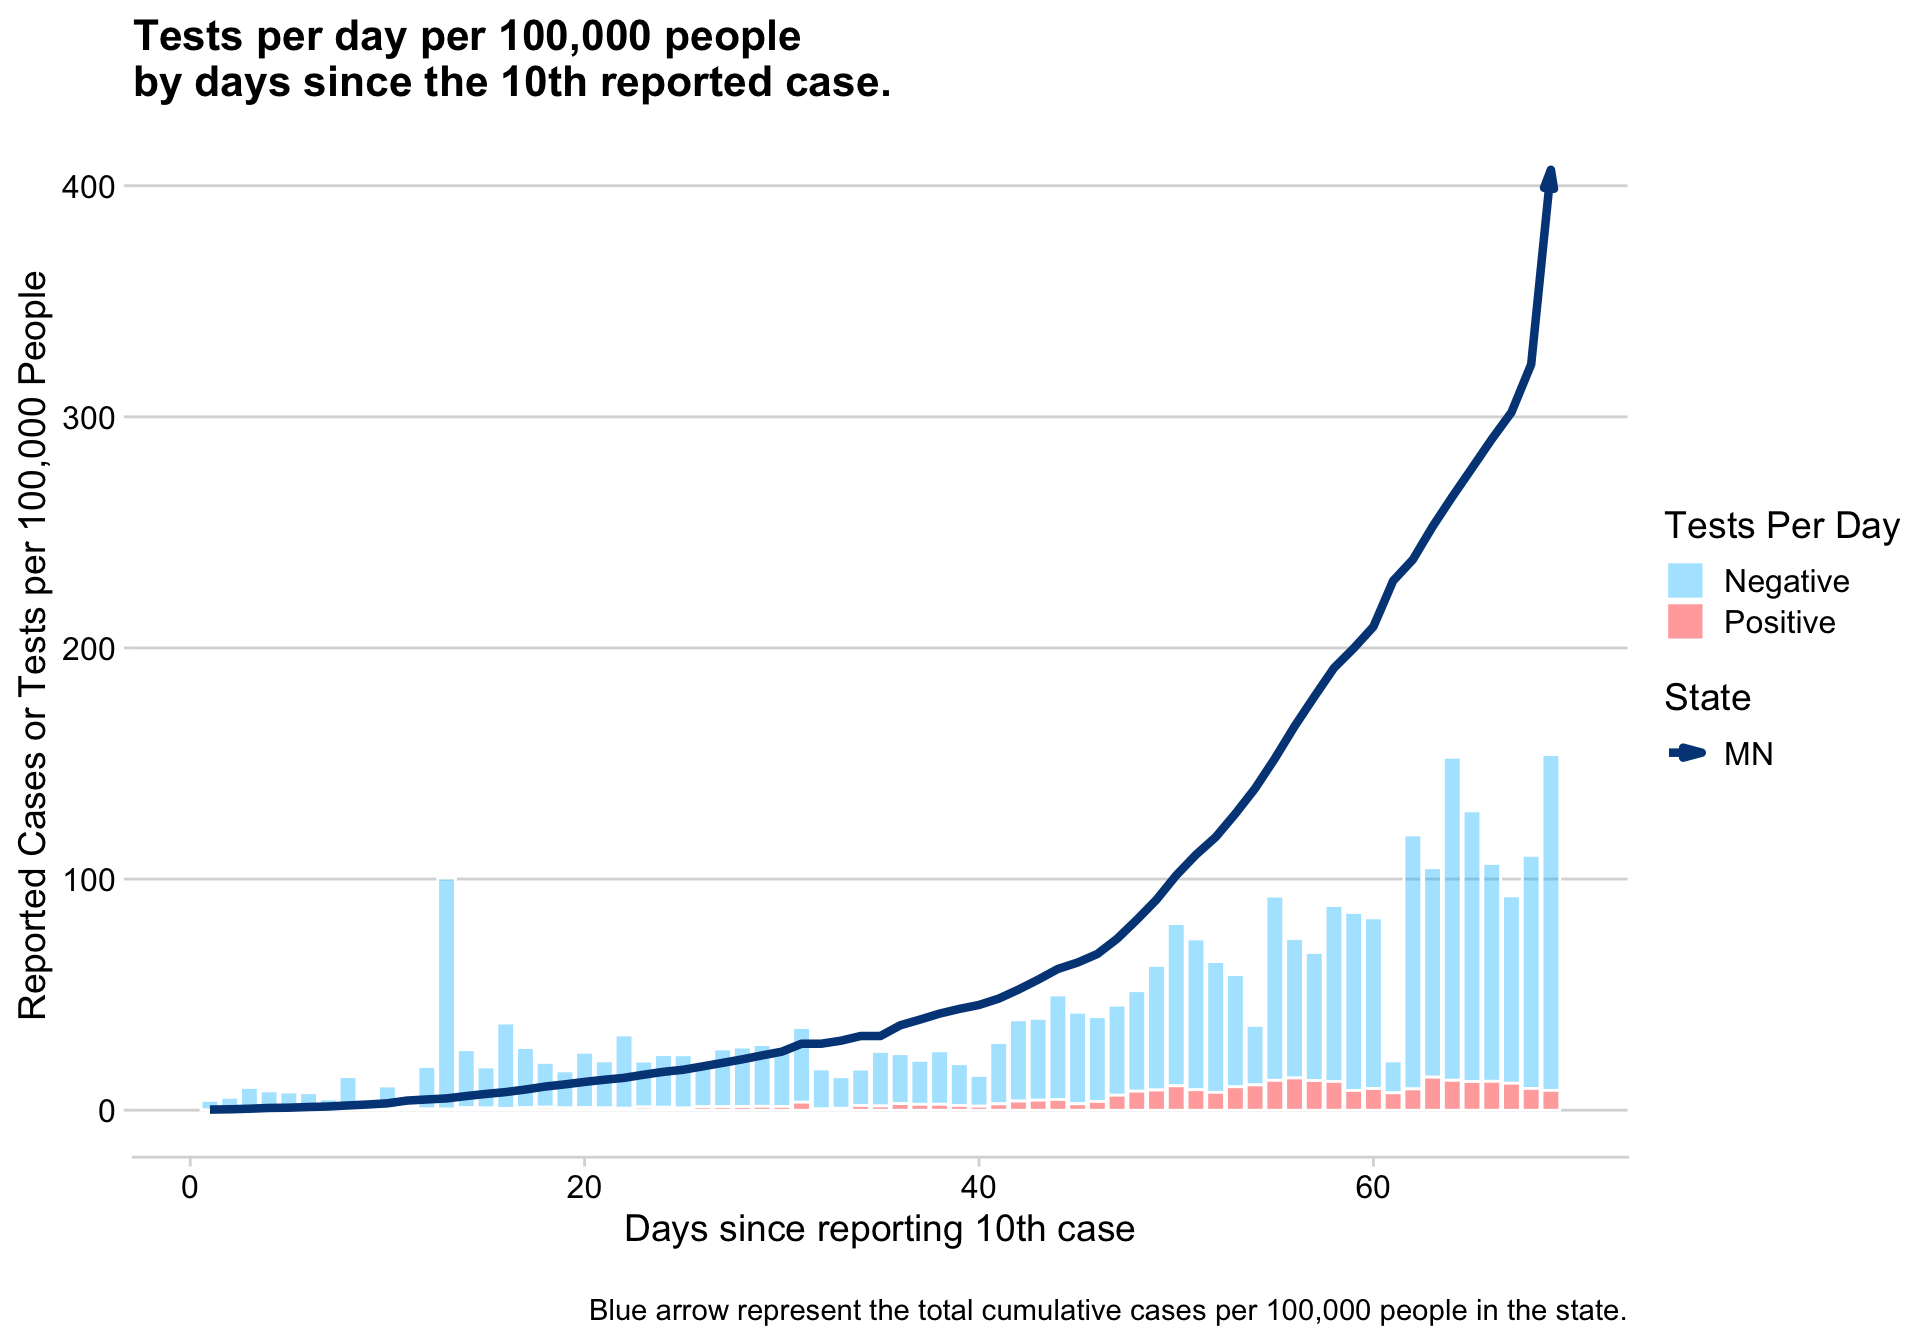 Tests per day per 100,000 people
by days since the 10th reported case.
Reported Cases or Tests per 100,000 People
400
300
200
100
0
0
20
40
60
Days since reporting 10th case
Tests Per Day
Negative
Positive
State
MN
Blue arrow represent the total cumulative cases per 100,000 people in the state.